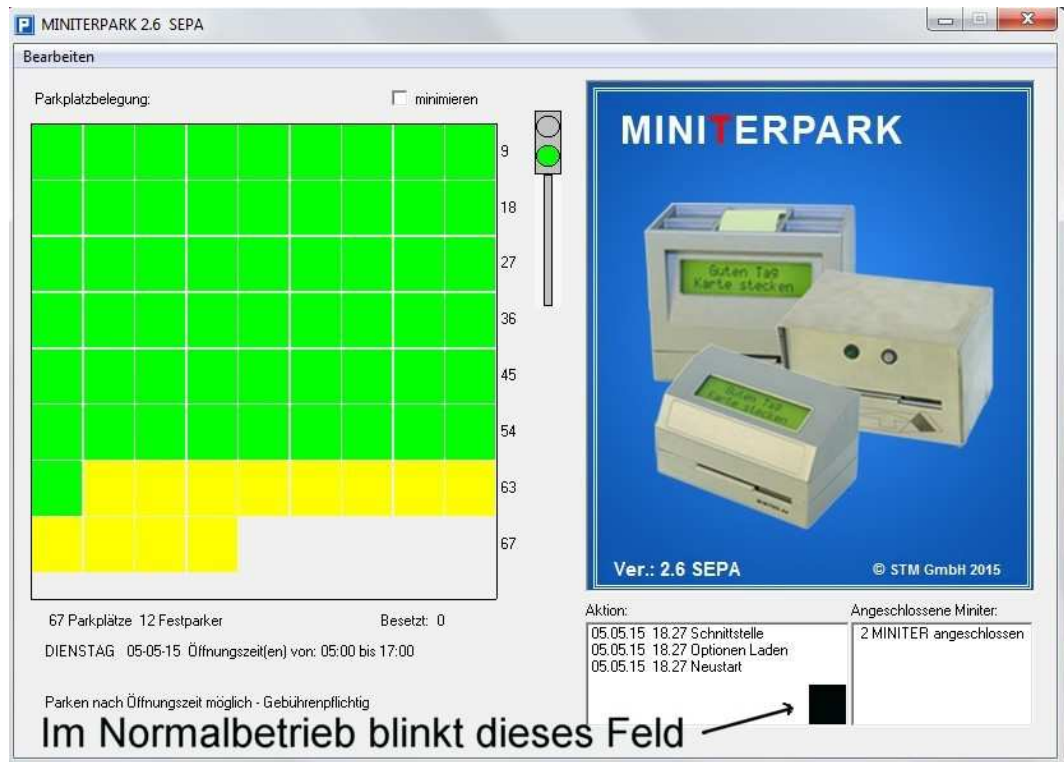 MINITERPARK 2.6 SEPA
Bearbeiten
Parkplatzbelegung:
minimieren
9
18
27
36
45
54
63
67
67 Parkplätze 12 Festparker
Besetzt: 0
DIENSTAG 05-05-15 Öffnungszeit(en) von: 05:00 bis 17:00
Parken nach Öffnungszeit möglich - Gebührenpflichtig
MINITERPARK
Guten Tag
Karte stecken
Guten Tag
Karte stecken
Ver.: 2.6 SEPA
© STM GmbH 2015
Aktion:
05.05.15 18.27 Schnittstelle
05.05.15 18.27 Optionen Laden
05.05.15 18.27 Neustart
Angeschlossene Miniter:
2 MINITER angeschlossen
Im Normalbetrieb blinkt dieses Feld